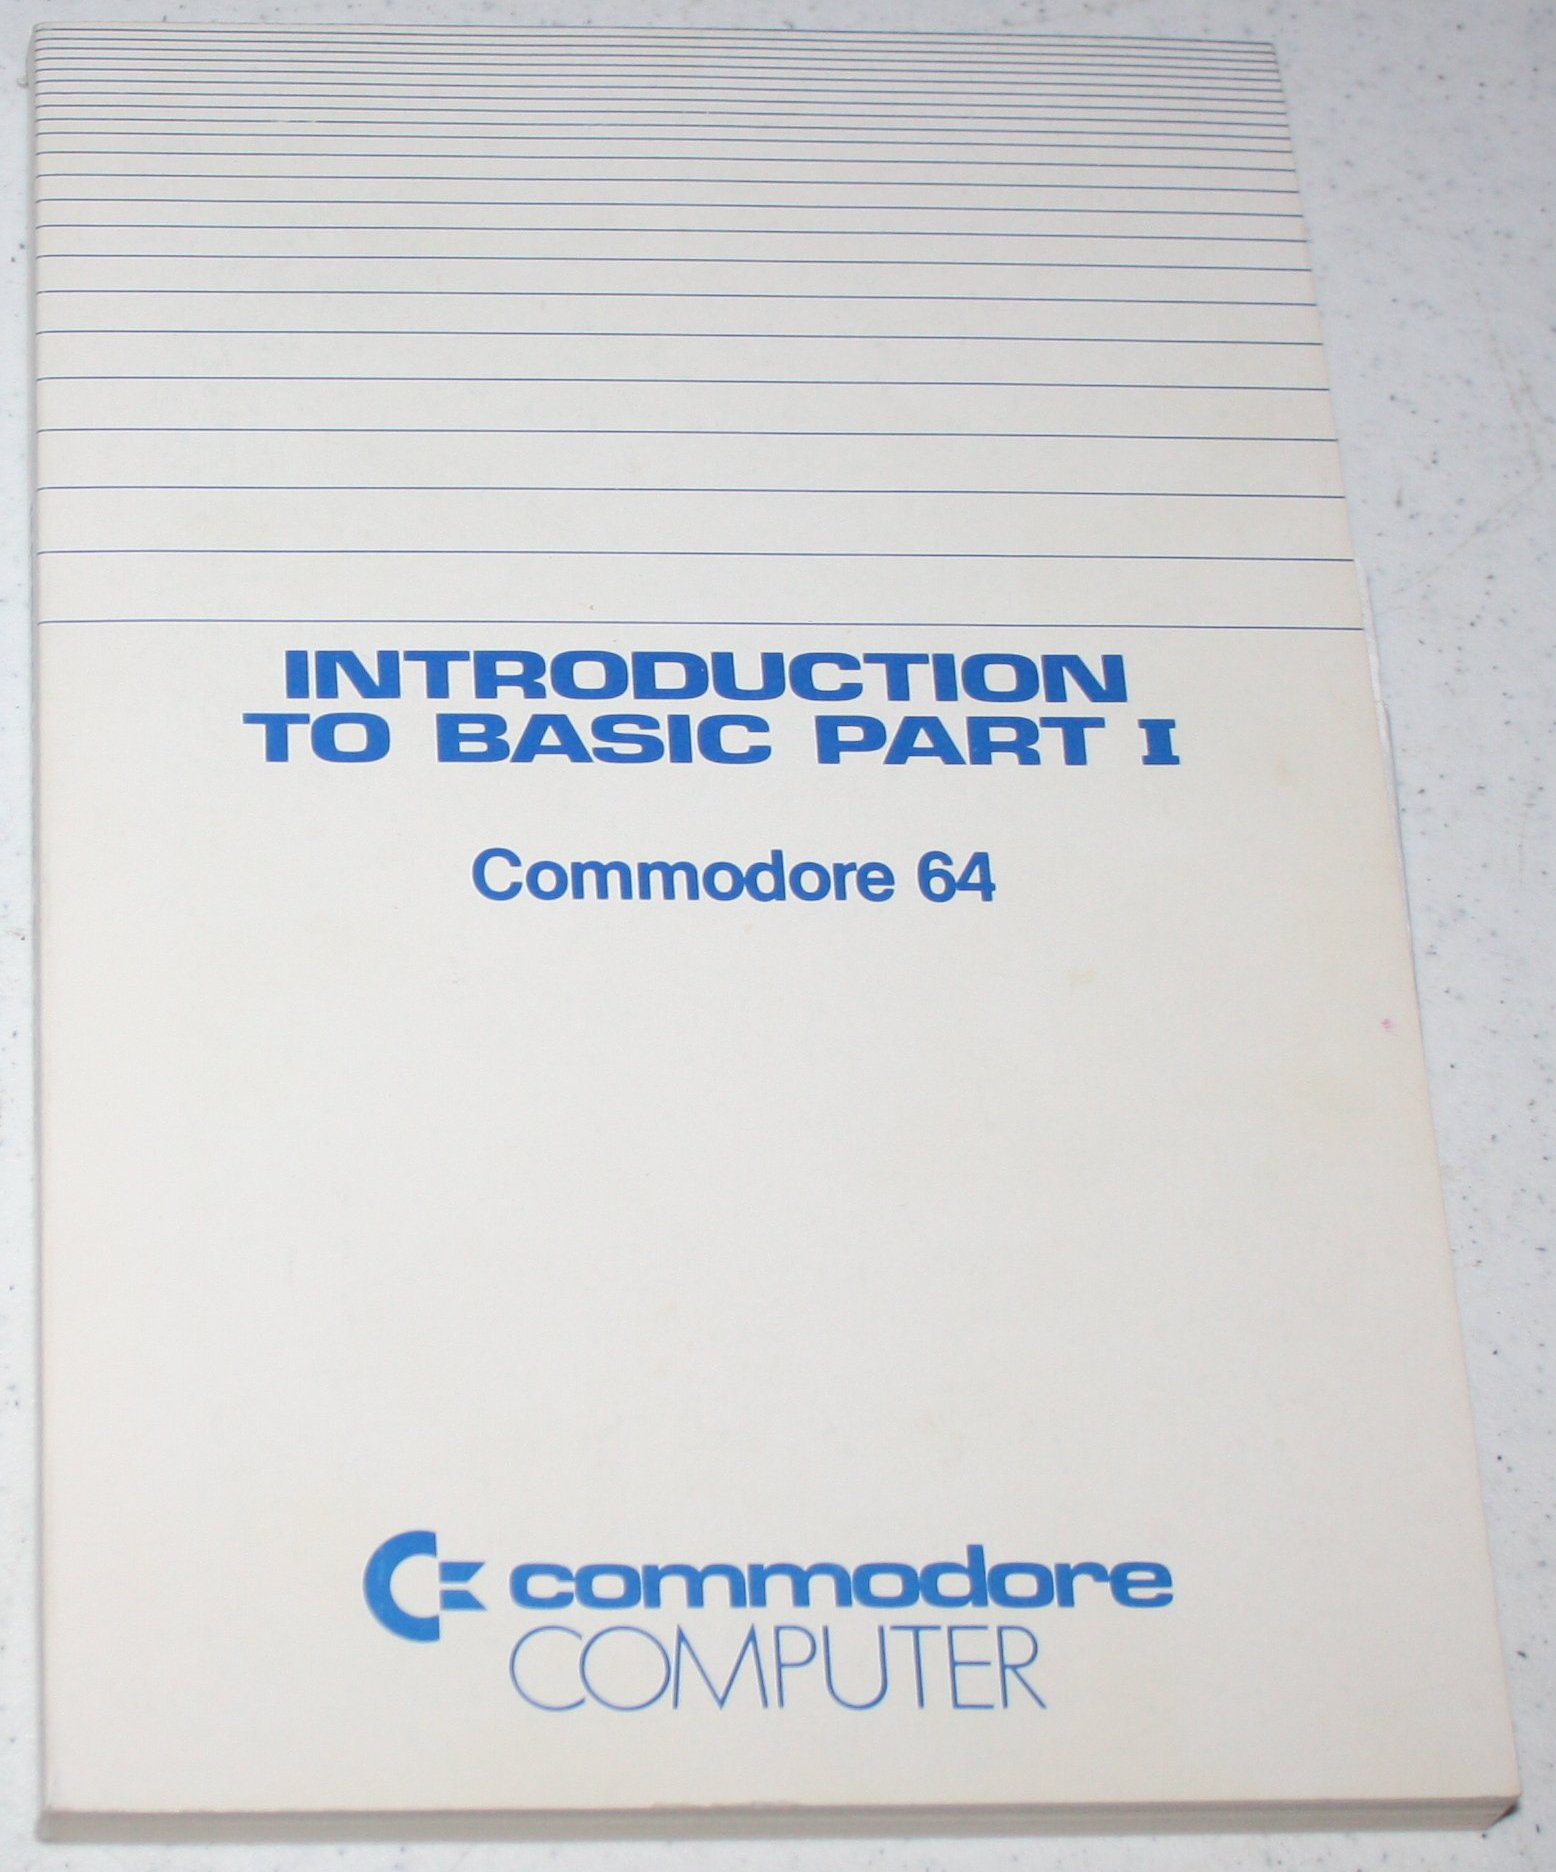 INTRODUCTION
TO BASIC PART I
Commodore 64
commodore
COMPUTER